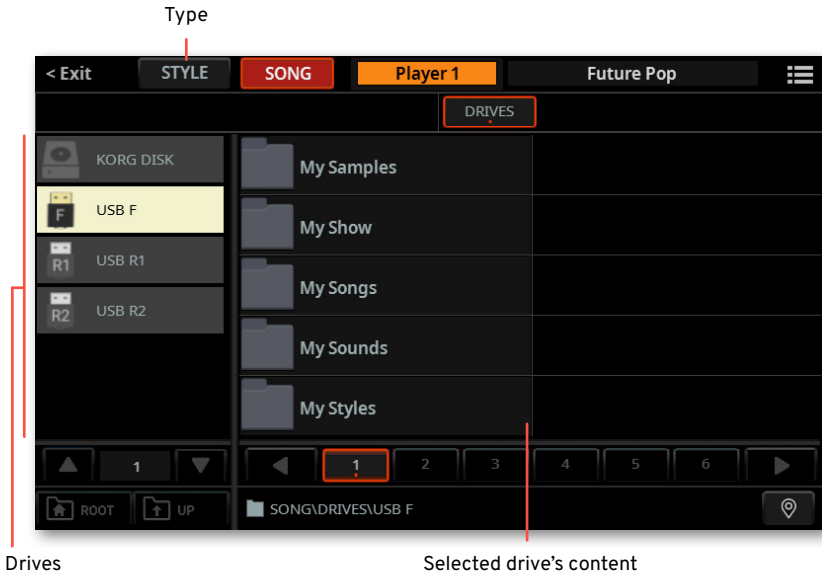 Type
< Exit STYLE SONG Player 1 Future Pop
DRIVES
KORG DISK
My Samples
F USB F
My Show
R1 USB R1
My Songs
R2 USB R2
My Sounds
My Styles
1 1 2 3 4 5 6
ROOT UP SONG\DRIVES\USB F
Drives Selected drive's content